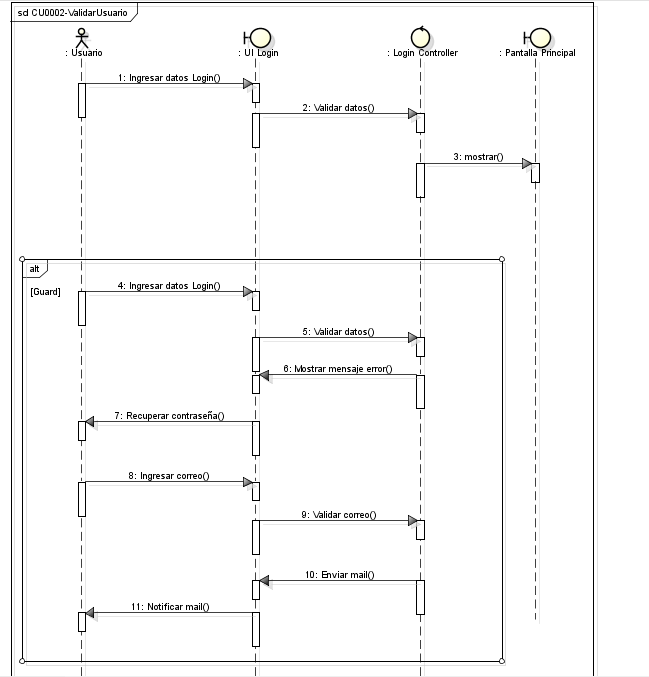 sd CU0002-ValidarUsuario
: Usuario
: UI Login
: Login Controller
: Pantalla Principal
1: Ingresar datos Login()
2: Validar datos()
3: mostrar()
alt
[Guard]
4: Ingresar datos Login()
5: Validar datos()
6: Mostrar mensaje error()
7: Recuperar contraseña()
8: Ingresar correo()
9: Validar correo()
10: Enviar mail()
11: Notificar mail()